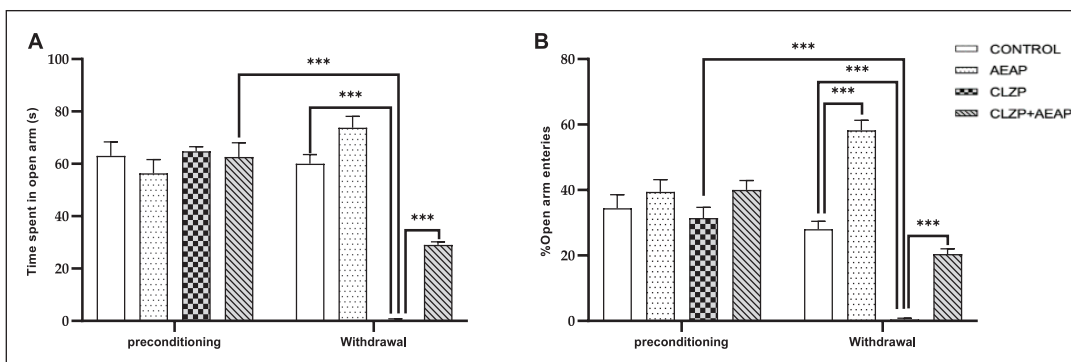 A
Time spent in open arm (s)
100
80
60
40
20
0
***
***
***
preconditioning
Withdrawal
B
%Open arm enteries
80
60
40
20
0
***
***
***
***
preconditioning
Withdrawal
CONTROL
AEAP
CLZP
CLZP+AEAP